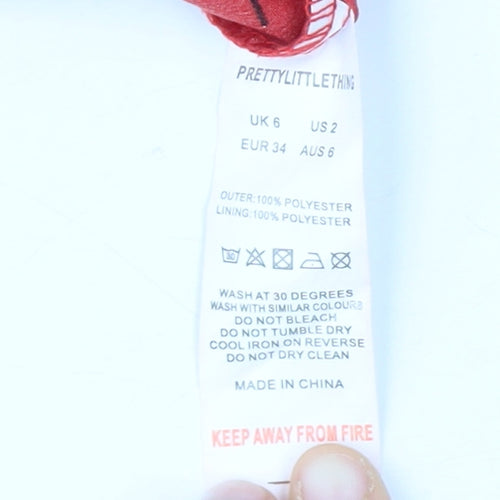 PRETTYLITTLETHING
UK 6 US 2
EUR 34 AUS 6
OUTER:100% POLYESTER
LINING:100% POLYESTER
30
WASH AT 30 DEGREES
WASH WITH SIMILAR COLOURS
DO NOT BLEACH
DO NOT TUMBLE DRY
COOL IRON ON REVERSE
DO NOT DRY CLEAN
MADE IN CHINA
KEEP AWAY FROM FIRE